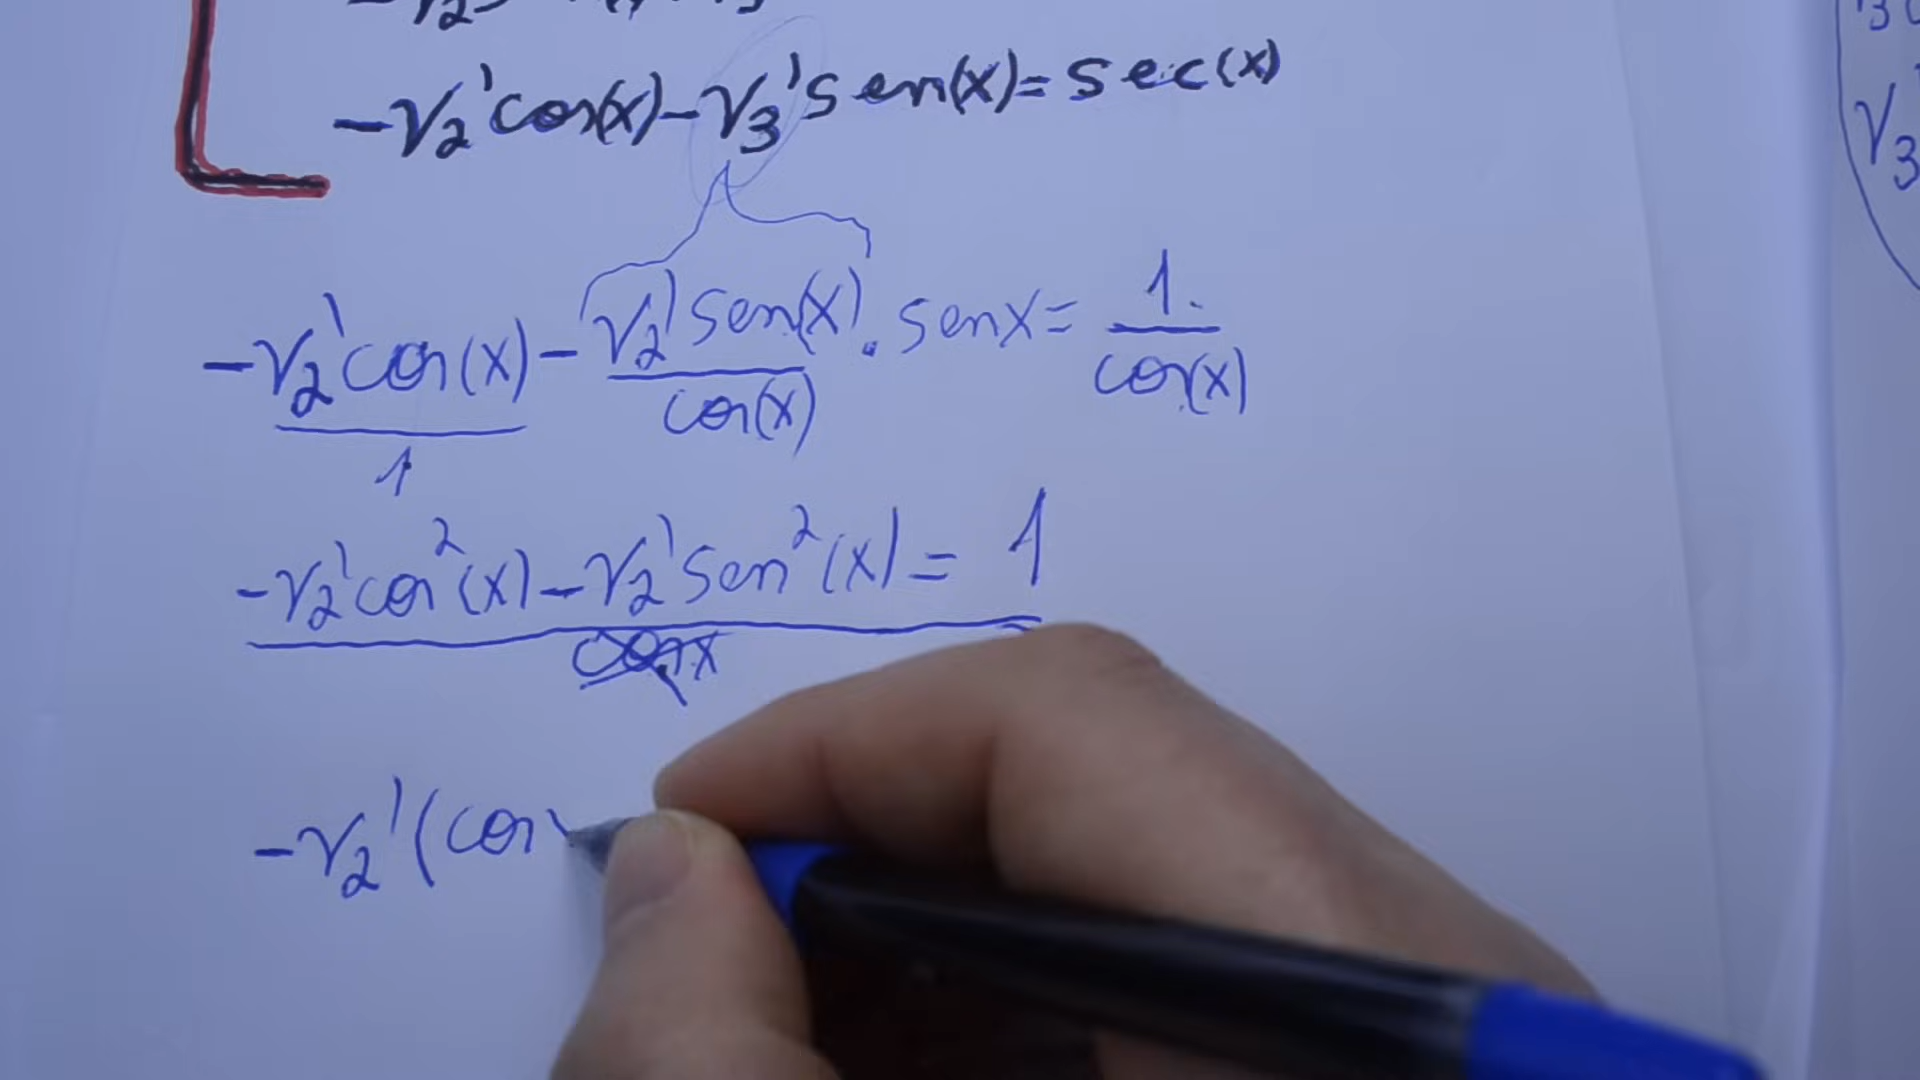 -V₂'cos(x)-V₃'sen(x)=sec(x)
V₃
-V₂'cos(x)/1 - V₂'sen(x)/cos(x) . senx = 1/cos(x)
-V₂'cos²(x)-V₂'sen²(x) = 1
cosx
-V₂'(cos